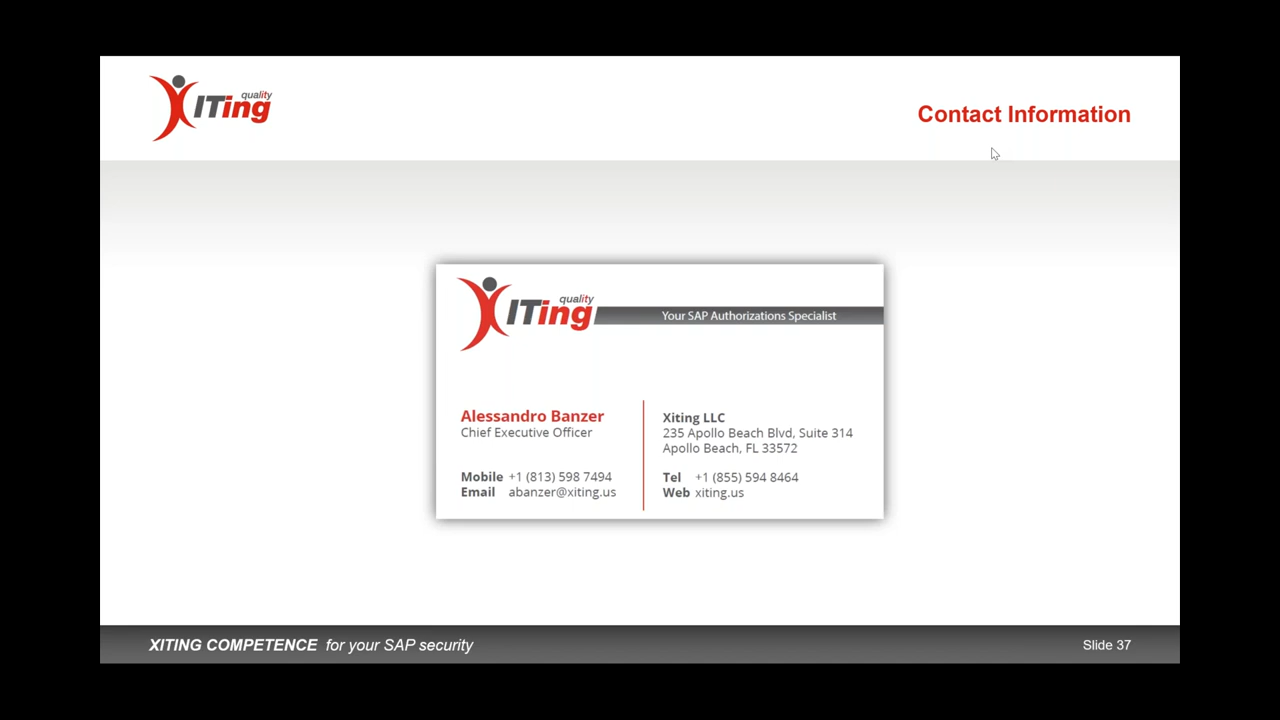 quality
XITing
Contact Information
quality
XITing
Your SAP Authorizations Specialist
Alessandro Banzer
Chief Executive Officer
Mobile +1 (813) 598 7494
Email abanzer@xiting.us
Xiting LLC
235 Apollo Beach Blvd, Suite 314
Apollo Beach, FL 33572
Tel +1 (855) 594 8464
Web xiting.us
XITING COMPETENCE for your SAP security
Slide 37